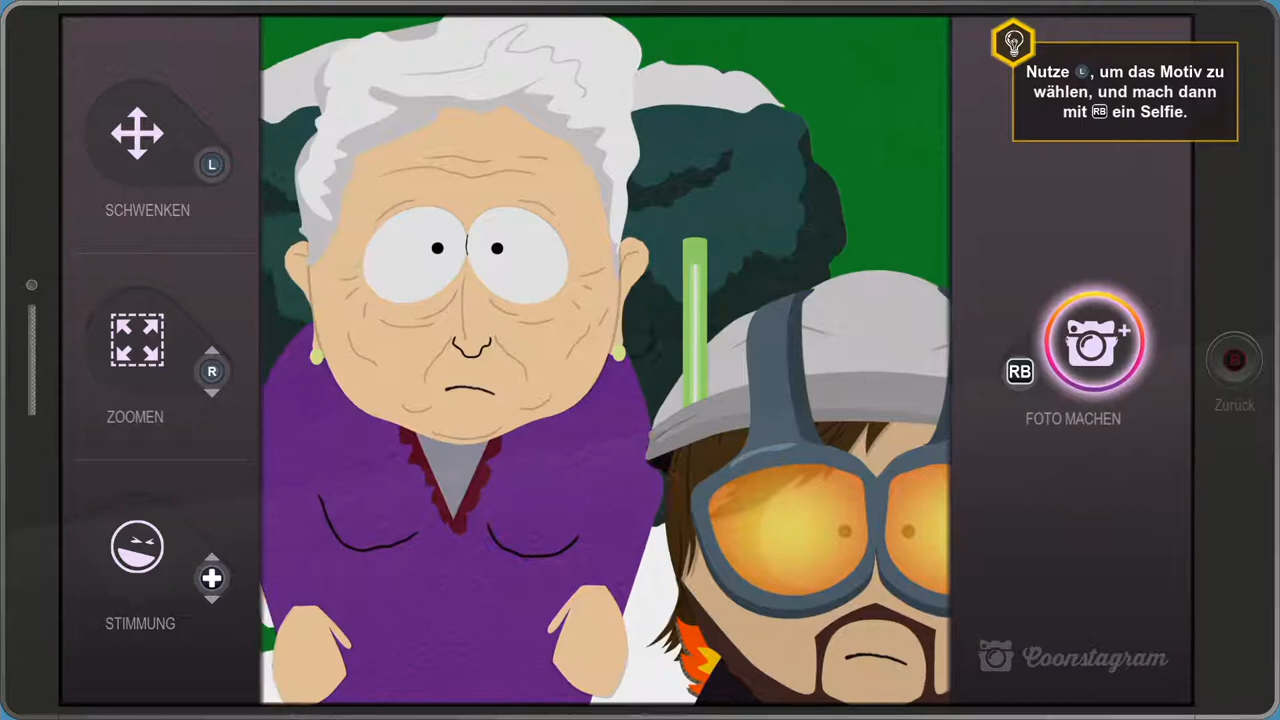 Nutze L, um das Motiv zu
wählen, und mach dann
mit RB ein Selfie.
L
SCHWENKEN
R
ZOOMEN
STIMMUNG
RB
FOTO MACHEN
B
Zurück
Coonstagram